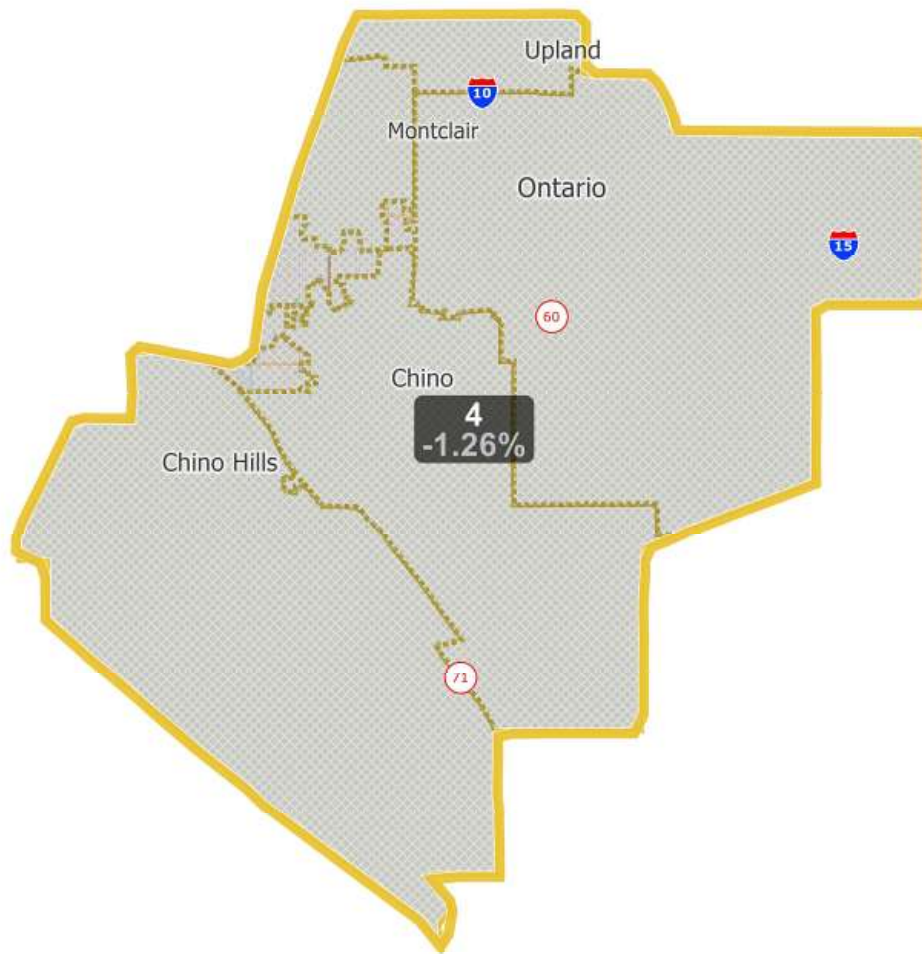 Upland
10
Montclair
Ontario
15
60
Chino
4
-1.26%
Chino Hills
71